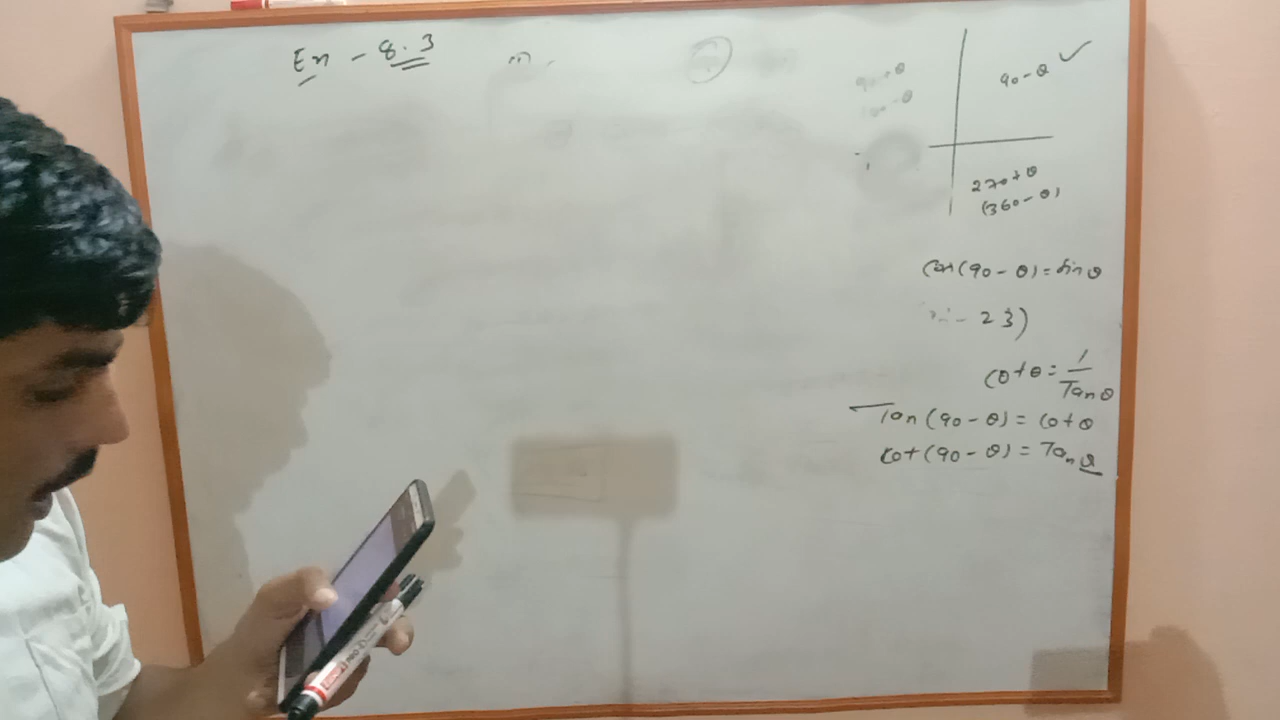 Ex - 8.3
90+θ
90-θ ✓
270+θ
(360-θ)
Cos(90-θ)=Sinθ
- 23)
Cotθ = 1/Tanθ
Tan(90-θ) = Cotθ
Cot(90-θ) = Tanθ